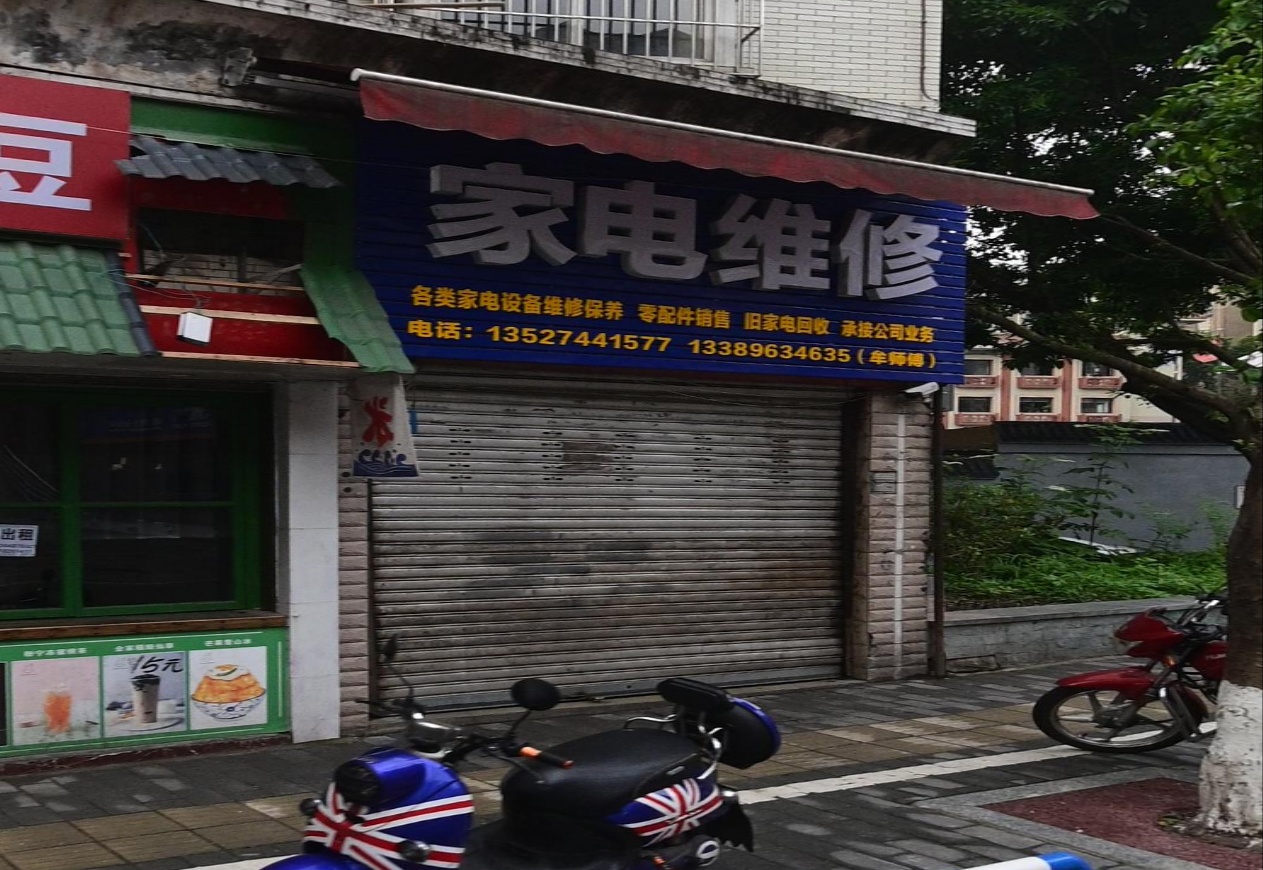 豆
家电维修
各类家电设备维修保养 零配件销售 旧家电回收 承接公司业务
电话：13527441577 13389634635（牟师傅）
出租
15元